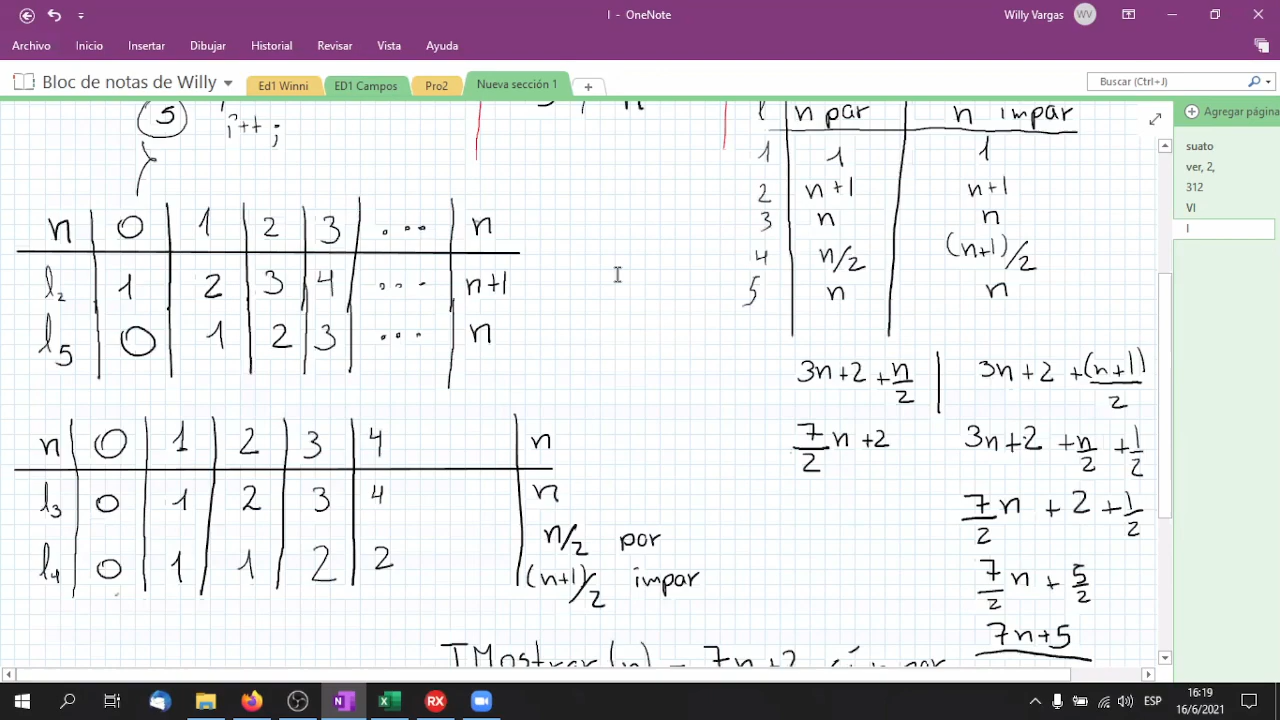 I - OneNote
Willy Vargas WV
Archivo Inicio Insertar Dibujar Historial Revisar Vista Ayuda
Bloc de notas de Willy
Ed1 Winni ED1 Campos Pro2 Nueva sección 1
Buscar (Ctrl+J)
Agregar página
suato
ver, 2,
312
VI
I
5
i++ ;
n 0 1 2 3 ... n
l2 1 2 3 4 ... n+1
l5 0 1 2 3 ... n
n 0 1 2 3 4 n
l3 0 1 2 3 4 n
l4 0 1 1 2 2 n/2 par
(n+1)/2 impar
l n par n impar
1 1 1
2 n+1 n+1
3 n n
4 n/2 (n+1)/2
5 n n
3n+2+n/2
7/2 n+2
3n+2+(n+1)/2
3n+2+n/2+1/2
7/2 n+2+1/2
7/2 n+5/2
7n+5
TMostrar(n) = 7n+2
ESP
16:19
16/6/2021